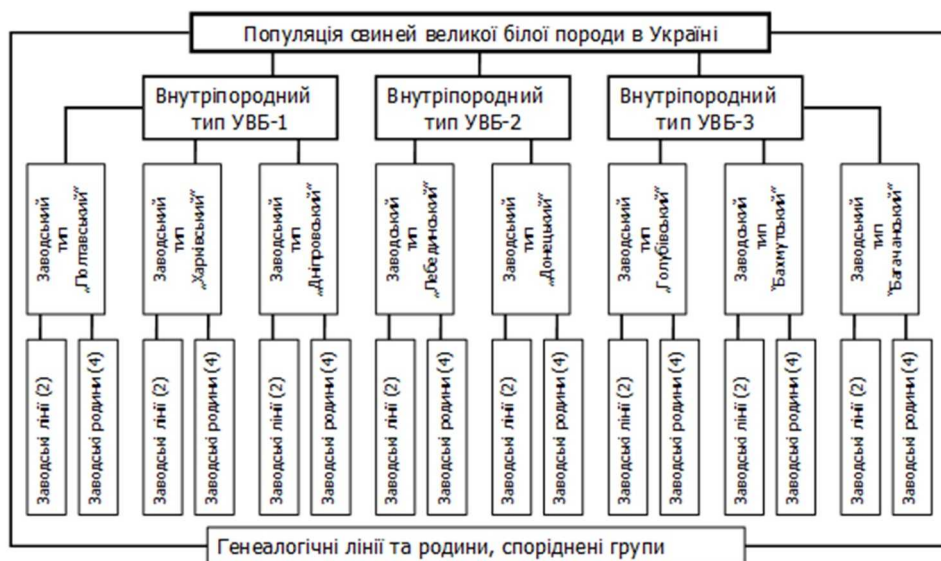 Популяція свиней великої білої породи в Україні
Внутріпородний
тип УВБ-1
Внутріпородний
тип УВБ-2
Внутріпородний
тип УВБ-3
Заводський
тип
„Полтавський“
Заводський
тип
„Харківський“
Заводський
тип
„Дніпровський“
Заводський
тип
„Лебединський“
Заводський
тип
„Донецький“
Заводський
тип
„Голубівський“
Заводський
тип
“Бахмутський“
Заводський
тип
“Багачанський“
Заводські лінії (2)
Заводські родини (4)
Заводські лінії (2)
Заводські родини (4)
Заводські лінії (2)
Заводські родини (4)
Заводські лінії (2)
Заводські родини (4)
Заводські лінії (2)
Заводські родини (4)
Заводські лінії (2)
Заводські родини (4)
Заводські лінії (2)
Заводські родини (4)
Заводські лінії (2)
Заводські родини (4)
Генеалогічні лінії та родини, споріднені групи